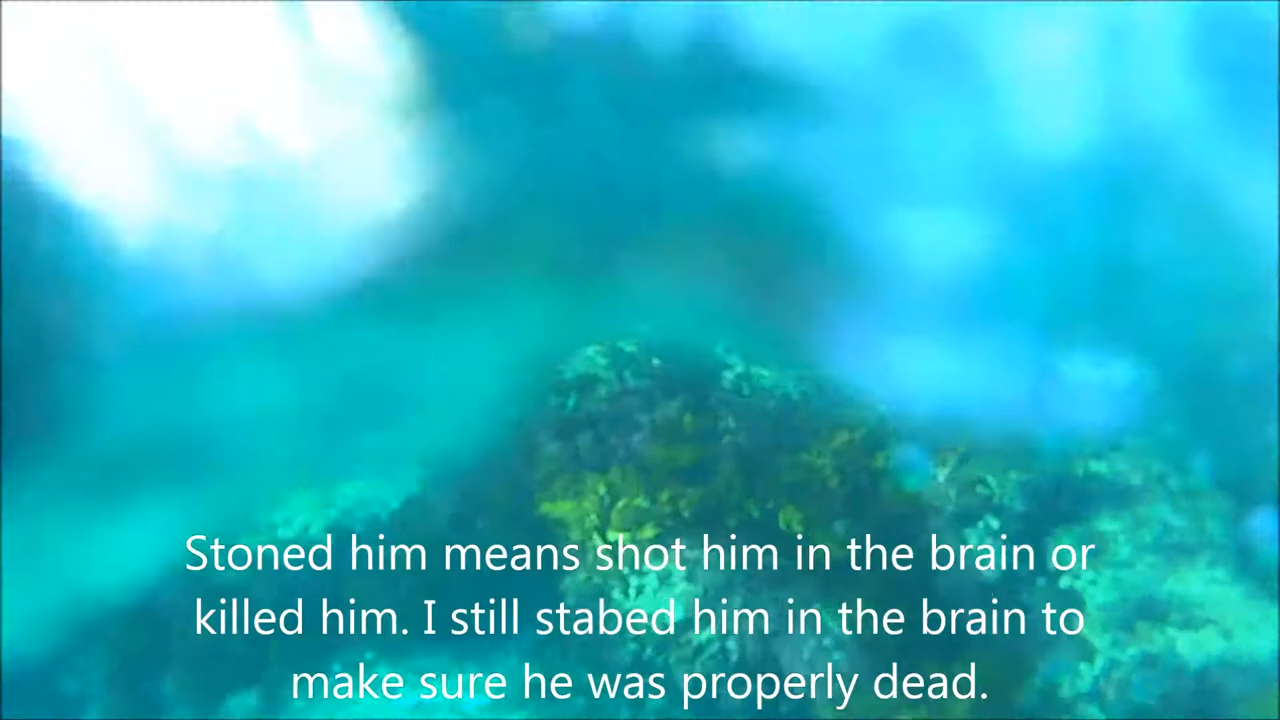 Stoned him means shot him in the brain or
killed him. I still stabed him in the brain to
make sure he was properly dead.